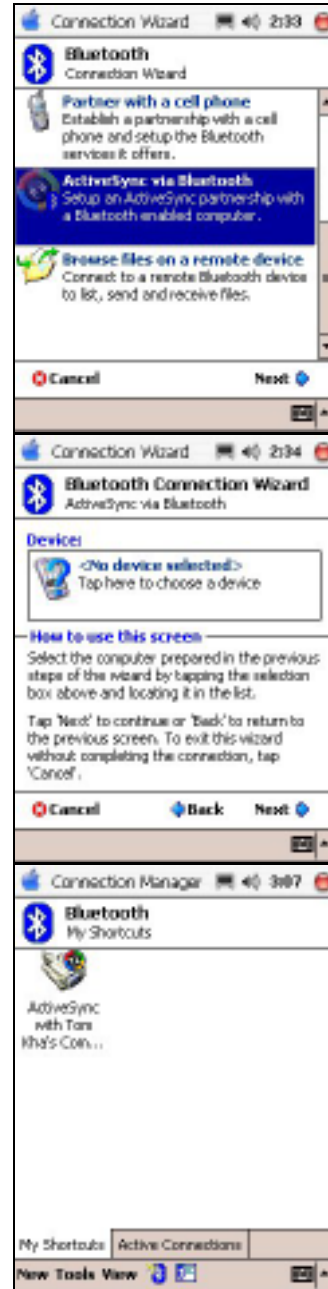 Connection Wizard 2:33
Bluetooth
Connection Wizard
Partner with a cell phone
Establish a partnership with a cell
phone and setup the Bluetooth
services it offers.
ActiveSync via Bluetooth
Setup an ActiveSync partnership with
a Bluetooth enabled computer.
Browse files on a remote device
Connect to a remote Bluetooth device
to list, send and receive files.
Cancel Next
Connection Wizard 2:34
Bluetooth Connection Wizard
ActiveSync via Bluetooth
Device:
<No device selected>
Tap here to choose a device
How to use this screen
Select the computer prepared in the previous
steps of the wizard by tapping the selection
box above and locating it in the list.
Tap 'Next' to continue or 'Back' to return to
the previous screen. To exit this wizard
without completing the connection, tap
'Cancel'.
Cancel Back Next
Connection Manager 3:07
Bluetooth
My Shortcuts
ActiveSync
with Tom
Kha's Com...
My Shortcuts Active Connections
New Tools View